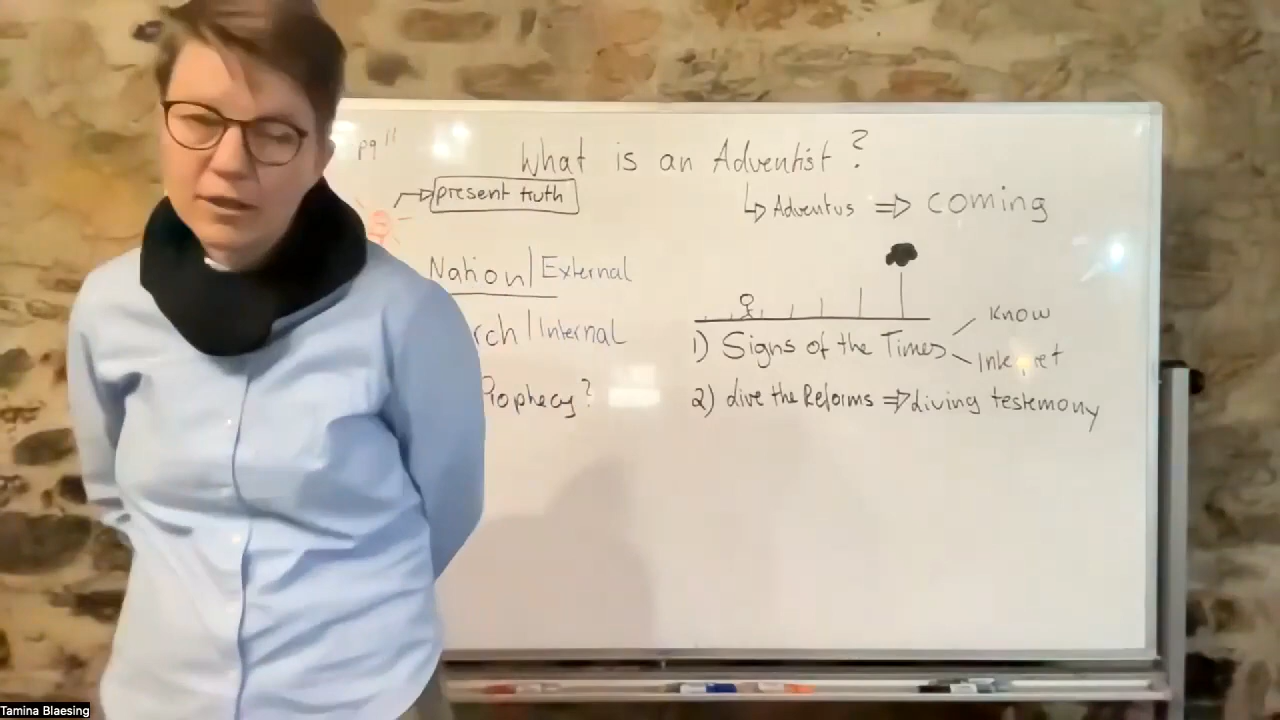 pg 11
What is an Adventist?
present truth
↳ Adventus ⇒ coming
Nation/External
rch/Internal
Prophecy?
Know
1) Signs of the Times
Interpret
2) Live the Reforms ⇒ Living testemony
Tamina Blaesing